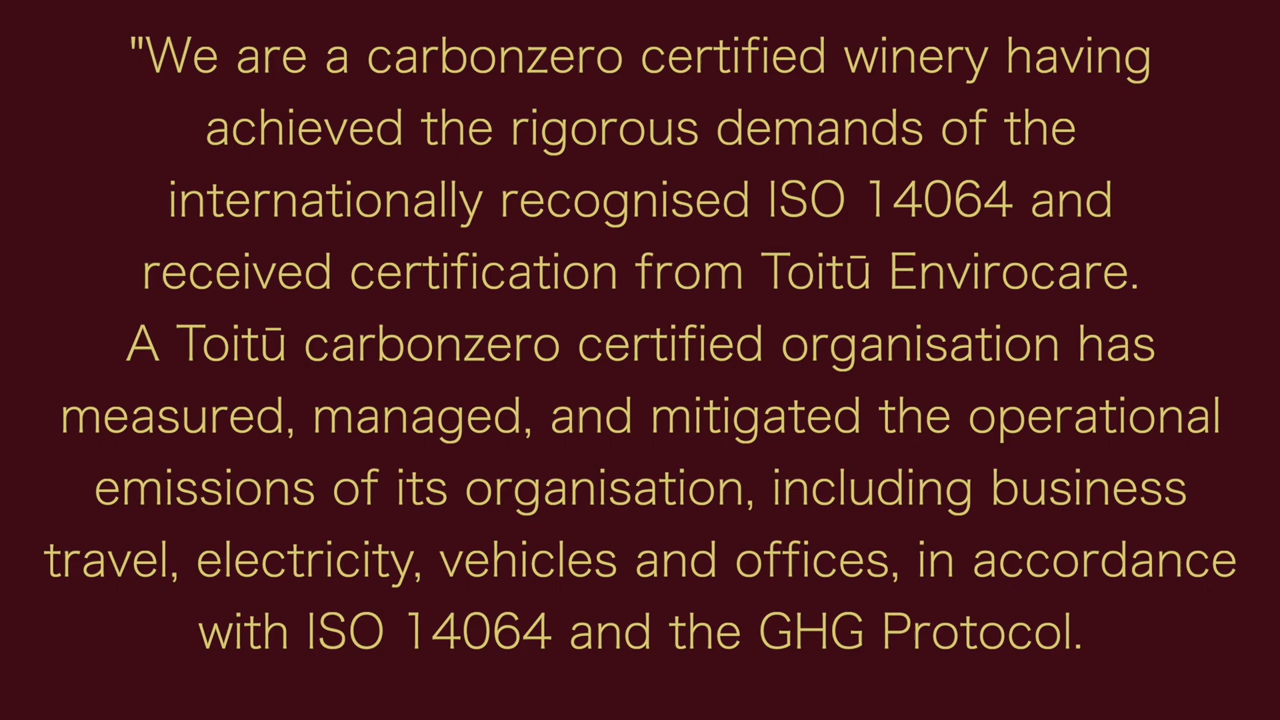 "We are a carbonzero certified winery having
achieved the rigorous demands of the
internationally recognised ISO 14064 and
received certification from Toitū Envirocare.
A Toitū carbonzero certified organisation has
measured, managed, and mitigated the operational
emissions of its organisation, including business
travel, electricity, vehicles and offices, in accordance
with ISO 14064 and the GHG Protocol.